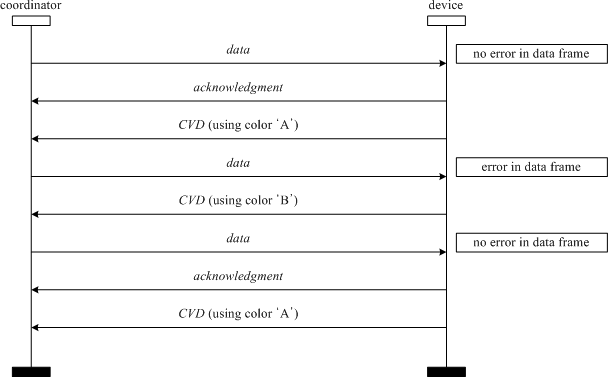 coordinator
device
data
no error in data frame
acknowledgment
CVD (using color ‘A’)
data
error in data frame
CVD (using color ‘B’)
data
no error in data frame
acknowledgment
CVD (using color ‘A’)